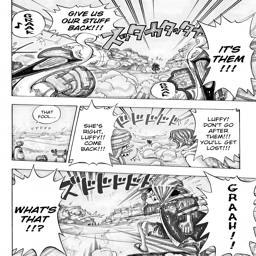 GIVE US
OUR STUFF
BACK!!!
IT'S
THEM
!!!
LUFFY!
DON'T GO
AFTER
THEM!!!
YOU'LL
GET
LOST!!!
SHE'S
RIGHT,
LUFFY!!
COME
BACK!!!
THAT
FOOL...
GRAAH!!
WHAT'S
THAT
!!?